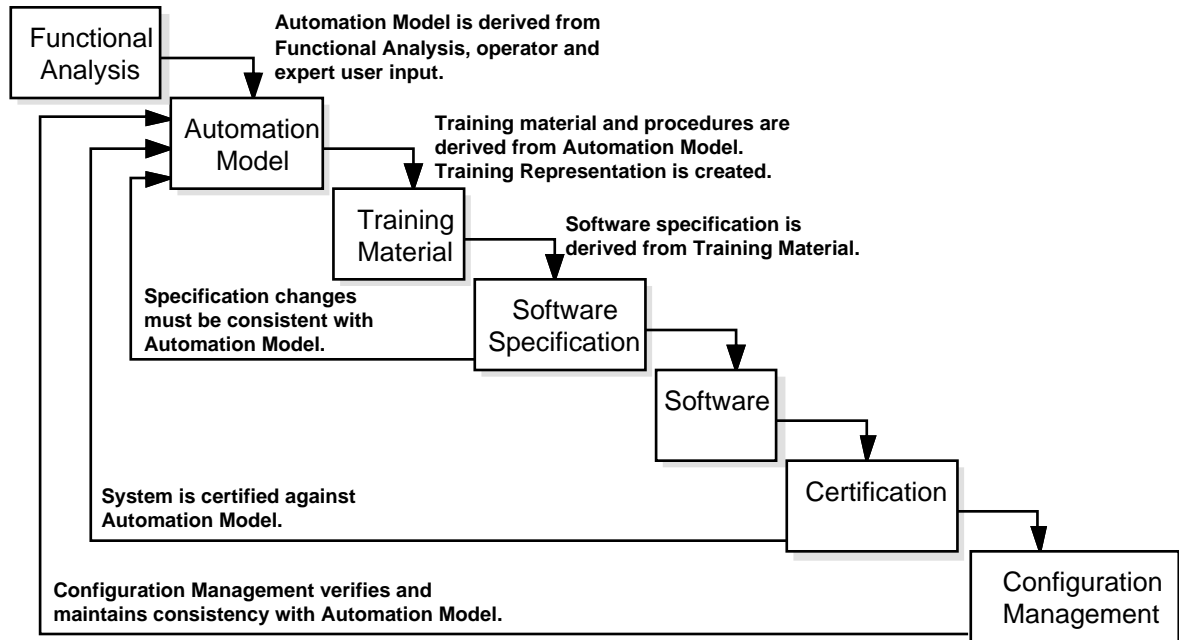 Functional
Analysis
Automation Model is derived from
Functional Analysis, operator and
expert user input.
Automation
Model
Training material and procedures are
derived from Automation Model.
Training Representation is created.
Training
Material
Software specification is
derived from Training Material.
Specification changes
must be consistent with
Automation Model.
Software
Specification
Software
System is certified against
Automation Model.
Certification
Configuration Management verifies and
maintains consistency with Automation Model.
Configuration
Management